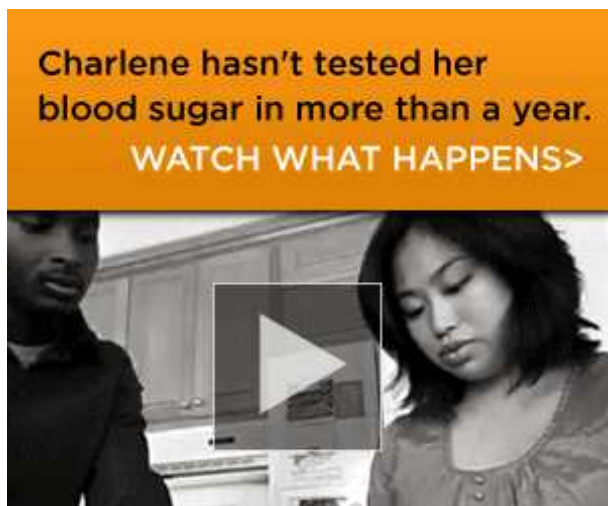 Charlene hasn't tested her
blood sugar in more than a year.
WATCH WHAT HAPPENS>